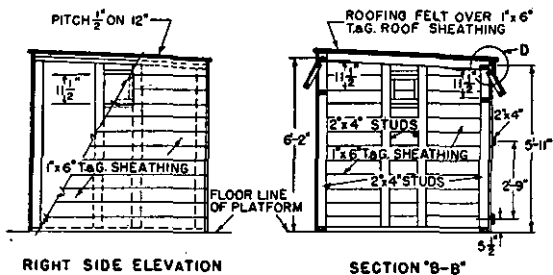 PITCH 1/2" ON 12"
11 1/2"
1"x6" T.&G. SHEATHING
FLOOR LINE
OF PLATFORM
RIGHT SIDE ELEVATION
ROOFING FELT OVER 1"x6"
T.&G. ROOF SHEATHING
D
11 1/2"
11 1/2"
2"x4"
2"x4" STUDS
6'-2"
5'-11"
1"x6" T.&G. SHEATHING
2"x4" STUDS
2'-9"
5 1/2"
SECTION "B-B"